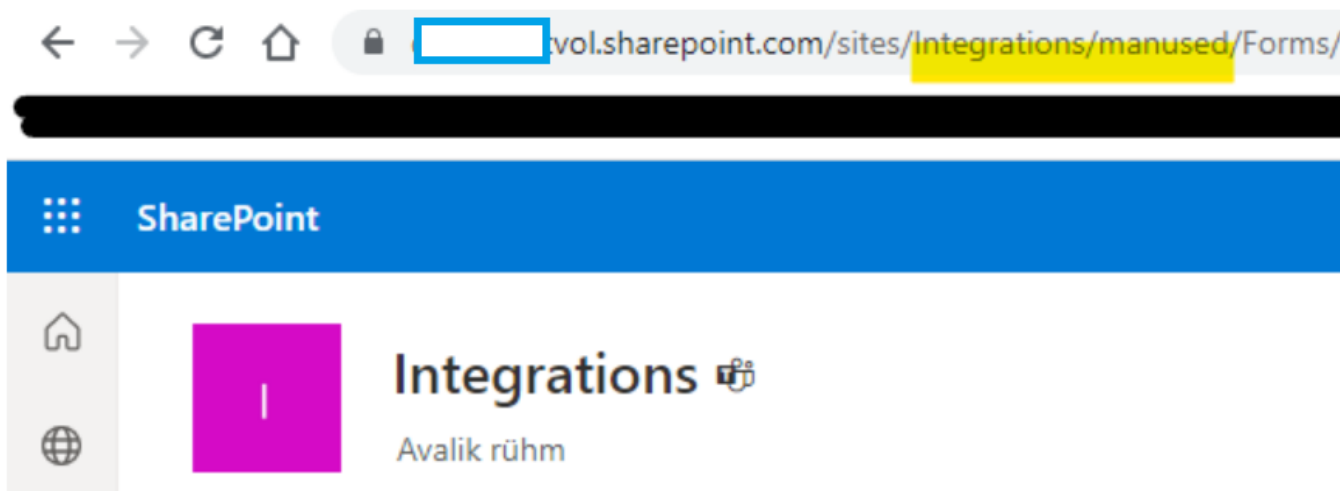 vol.sharepoint.com/sites/Integrations/manused/Forms/
SharePoint
I
Integrations
Avalik rühm